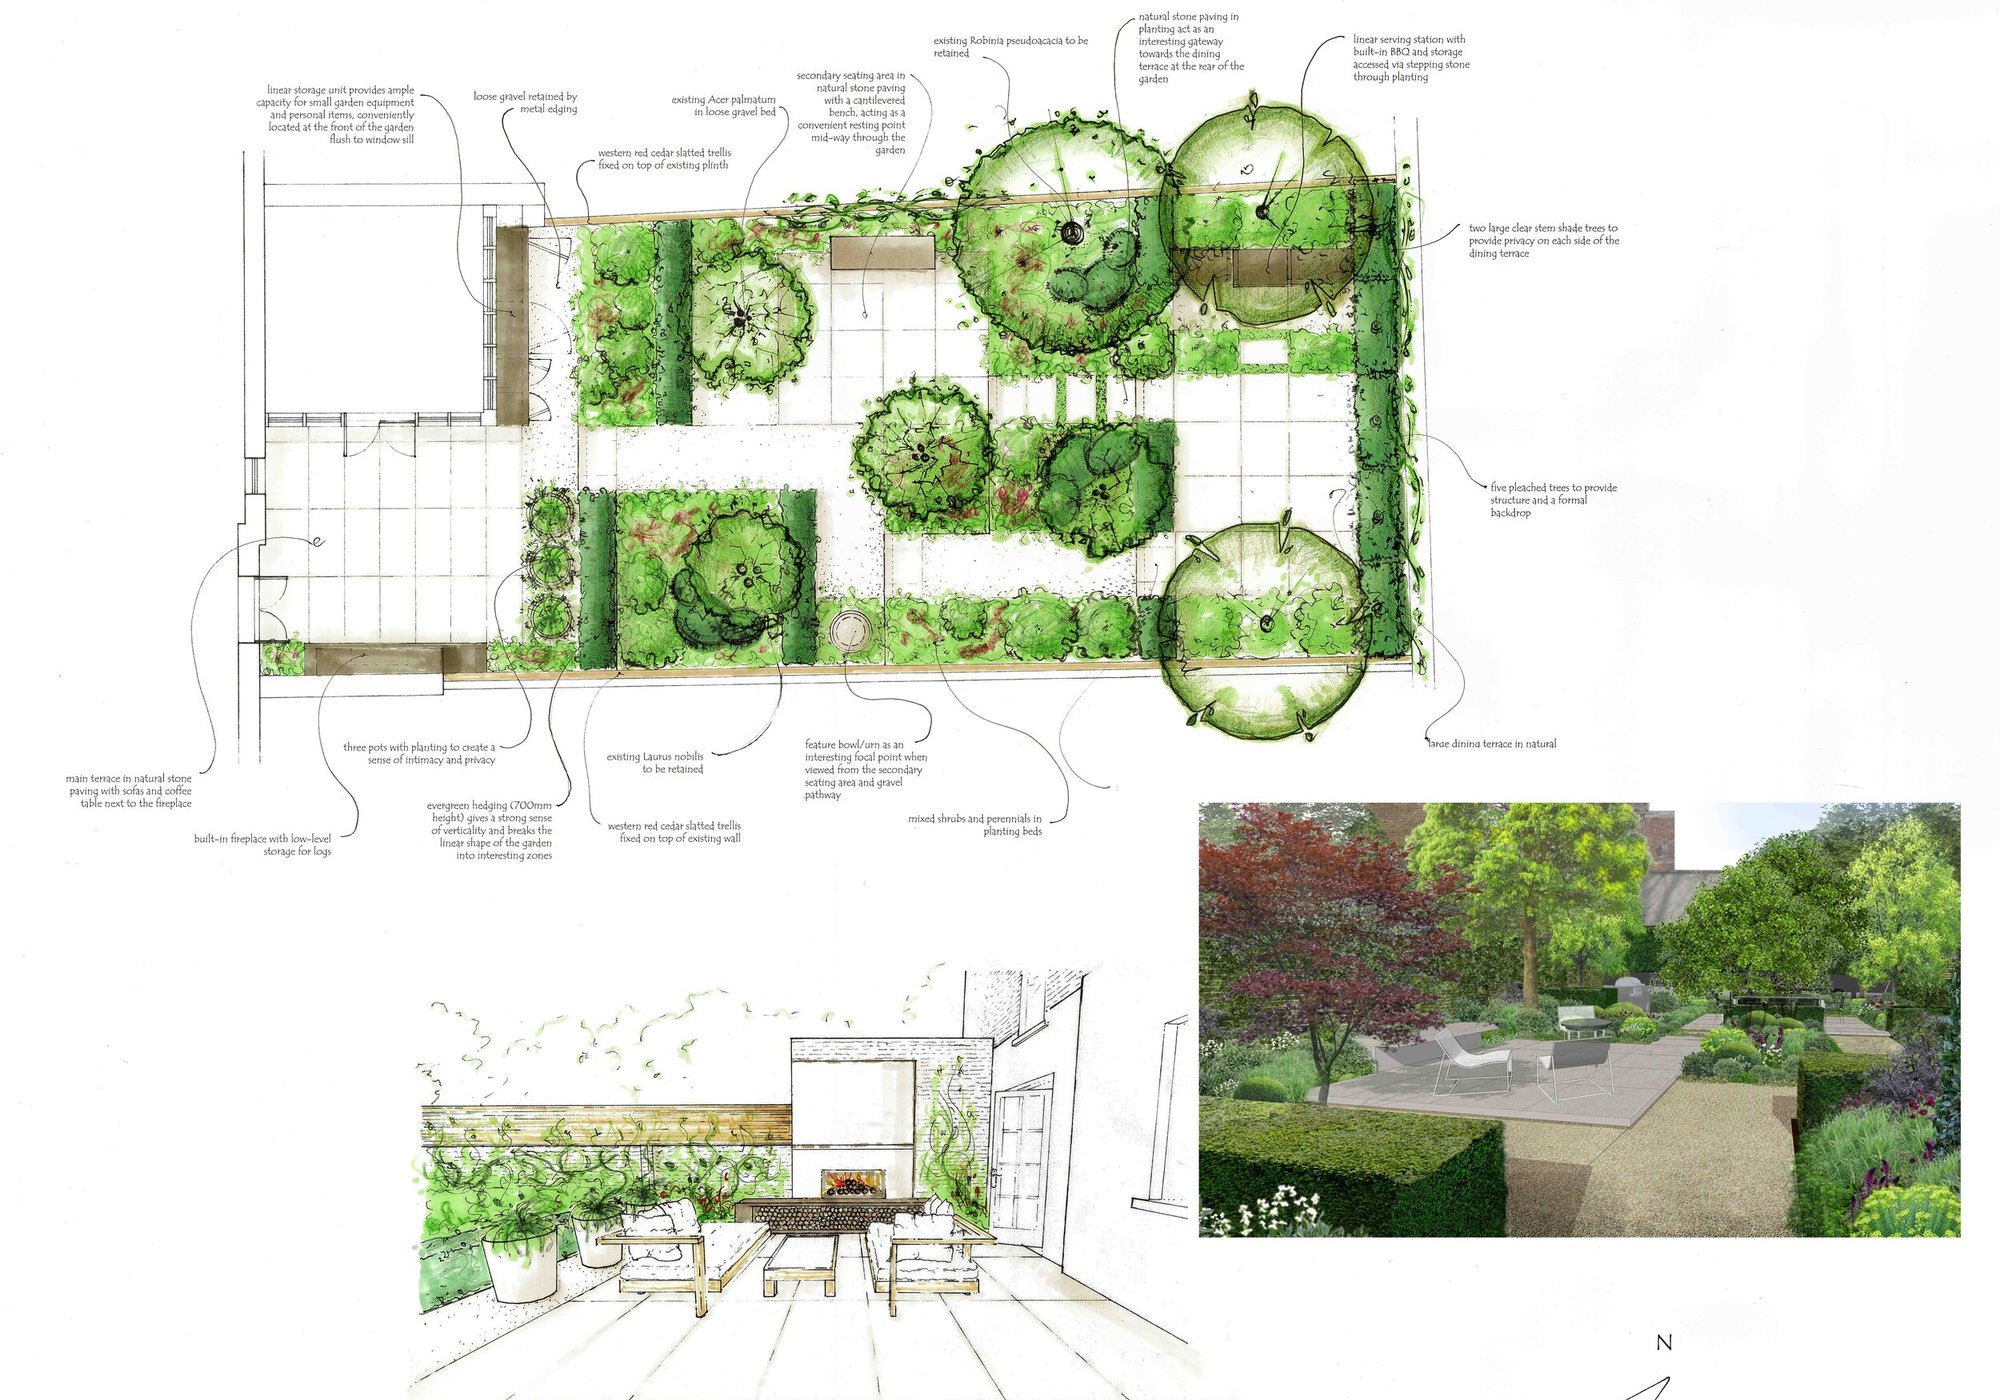 linear storage unit provides ample
capacity for small garden equipment
and personal items, conveniently
located at the front of the garden
flush to window sill
loose gravel retained by
metal edging
western red cedar slatted trellis
fixed on top of existing plinth
existing Acer palmatum
in loose gravel bed
secondary seating area in
natural stone paving
with a cantilevered
bench, acting as a
convenient resting point
mid-way through the
garden
existing Robinia pseudoacacia to be
retained
natural stone paving in
planting act as an
interesting gateway
towards the dining
terrace at the rear of the
garden
linear serving station with
built-in BBQ and storage
accessed via stepping stone
through planting
two large clear stem shade trees to
provide privacy on each side of the
dining terrace
five pleached trees to provide
structure and a formal
backdrop
large dining terrace in natural
main terrace in natural stone
paving with sofas and coffee
table next to the fireplace
built-in fireplace with low-level
storage for logs
three pots with planting to create a
sense of intimacy and privacy
evergreen hedging (700mm
height) gives a strong sense
of verticality and breaks the
linear shape of the garden
into interesting zones
existing Laurus nobilis
to be retained
western red cedar slatted trellis
fixed on top of existing wall
feature bowl/urn as an
interesting focal point when
viewed from the secondary
seating area and gravel
pathway
mixed shrubs and perennials in
planting beds
N